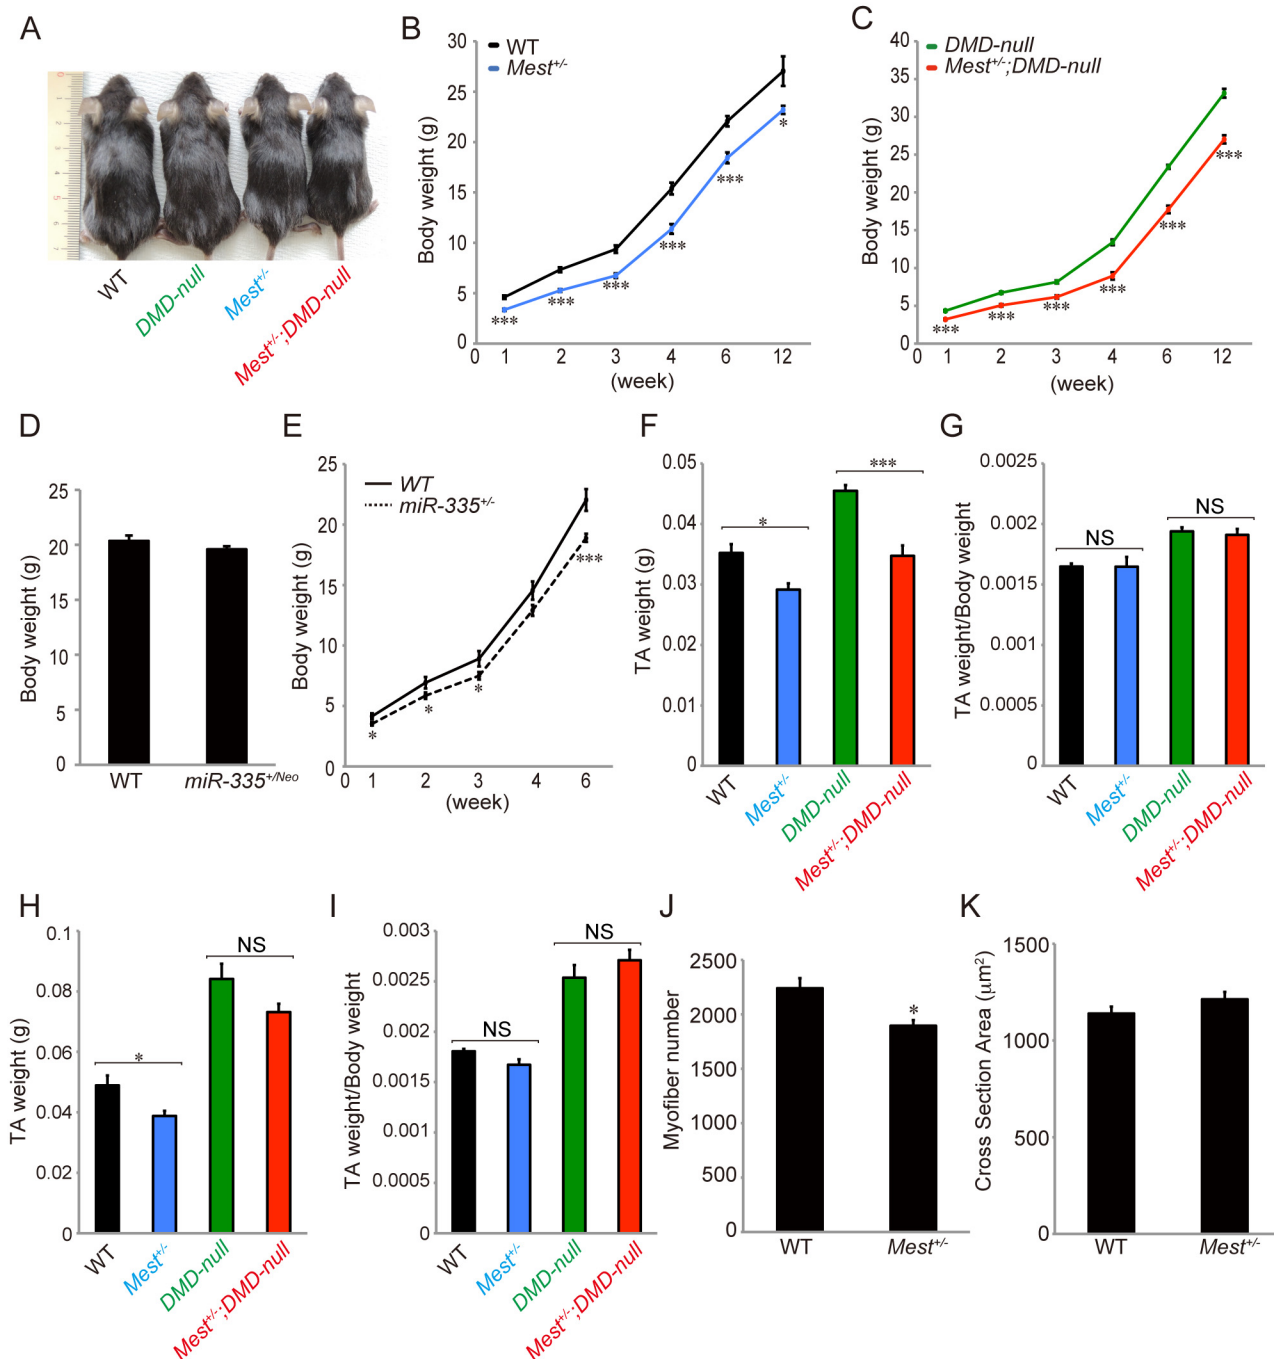 A
WT
DMD-null
Mest+/-
Mest+/-;DMD-null
B
30
25
20
15
10
5
0
Body weight (g)
WT
Mest+/-
***
***
***
***
***
*
0 1 2 3 4 6 12
(week)
C
40
35
30
25
20
15
10
5
0
Body weight (g)
DMD-null
Mest+/-;DMD-null
***
***
***
***
***
***
0 1 2 3 4 6 12
(week)
D
25
20
15
20
5
0
Body weight (g)
WT miR-335+/Neo
E
25
20
15
10
5
0
Body weight (g)
WT
miR-335+/-
*
*
*
***
0 1 2 3 4 6
(week)
F
0.05
0.04
0.03
0.02
0.01
0
TA weight (g)
*
***
WT
Mest+/-
DMD-null
Mest+/-;DMD-null
G
0.0025
0.002
0.0015
0.001
0.0005
0
TA weight/Body weight
NS
NS
WT
Mest+/-
DMD-null
Mest+/-;DMD-null
H
0.1
0.08
0.06
0.04
0.02
0
TA weight (g)
*
NS
WT
Mest+/-
DMD-null
Mest+/-;DMD-null
I
0.003
0.0025
0.002
0.0015
0.001
0.0005
0
TA weight/Body weight
NS
NS
WT
Mest+/-
DMD-null
Mest+/-;DMD-null
J
2500
2000
1500
1000
500
0
Myofiber number
*
WT Mest+/-
K
1500
1000
500
0
Cross Section Area (μm2)
WT Mest+/-